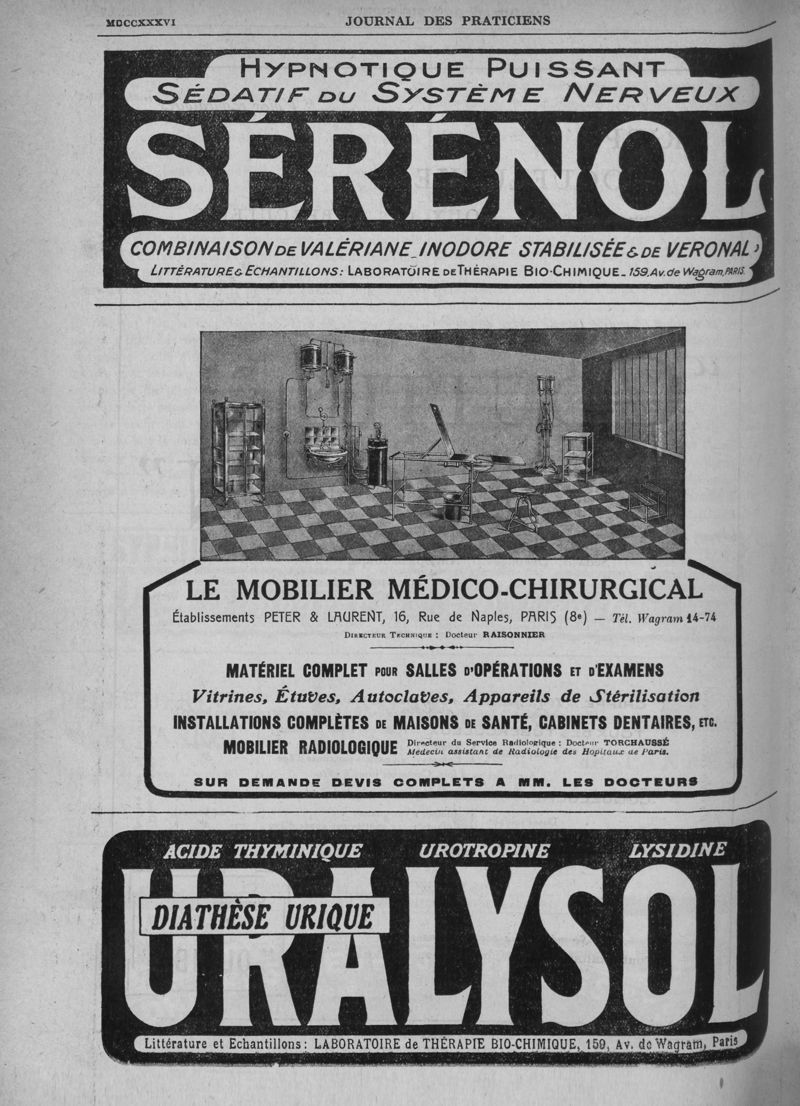 MDCCXXXVI
JOURNAL DES PRATICIENS
HYPNOTIQUE PUISSANT
SÉDATIF DU SYSTÈME NERVEUX
SÉRÉNOL
COMBINAISON DE VALÉRIANE_INODORE STABILISÉE & DE VERONAL
LITTÉRATURE & ECHANTILLONS: LABORATOIRE DE THÉRAPIE BIO-CHIMIQUE_159, Av. de Wagram, PARIS.
LE MOBILIER MÉDICO-CHIRURGICAL
Établissements PETER & LAURENT, 16, Rue de Naples, PARIS (8e) — Tél. Wagram 14-74
DIRECTEUR TECHNIQUE : Docteur RAISONNIER
MATÉRIEL COMPLET POUR SALLES D'OPÉRATIONS ET D'EXAMENS
Vitrines, Étuves, Autoclaves, Appareils de Stérilisation
INSTALLATIONS COMPLÈTES DE MAISONS DE SANTÉ, CABINETS DENTAIRES, ETC.
MOBILIER RADIOLOGIQUE Directeur du Service Radiologique : Docteur TORCHAUSSÉ
Médecin assistant de Radiologie des Hopitaux de Paris.
SUR DEMANDE DEVIS COMPLETS A MM. LES DOCTEURS
ACIDE THYMINIQUE UROTROPINE LYSIDINE
URALYSOL
DIATHÈSE URIQUE
Littérature et Echantillons: LABORATOIRE de THÉRAPIE BIO-CHIMIQUE, 159, Av. de Wagram, Paris